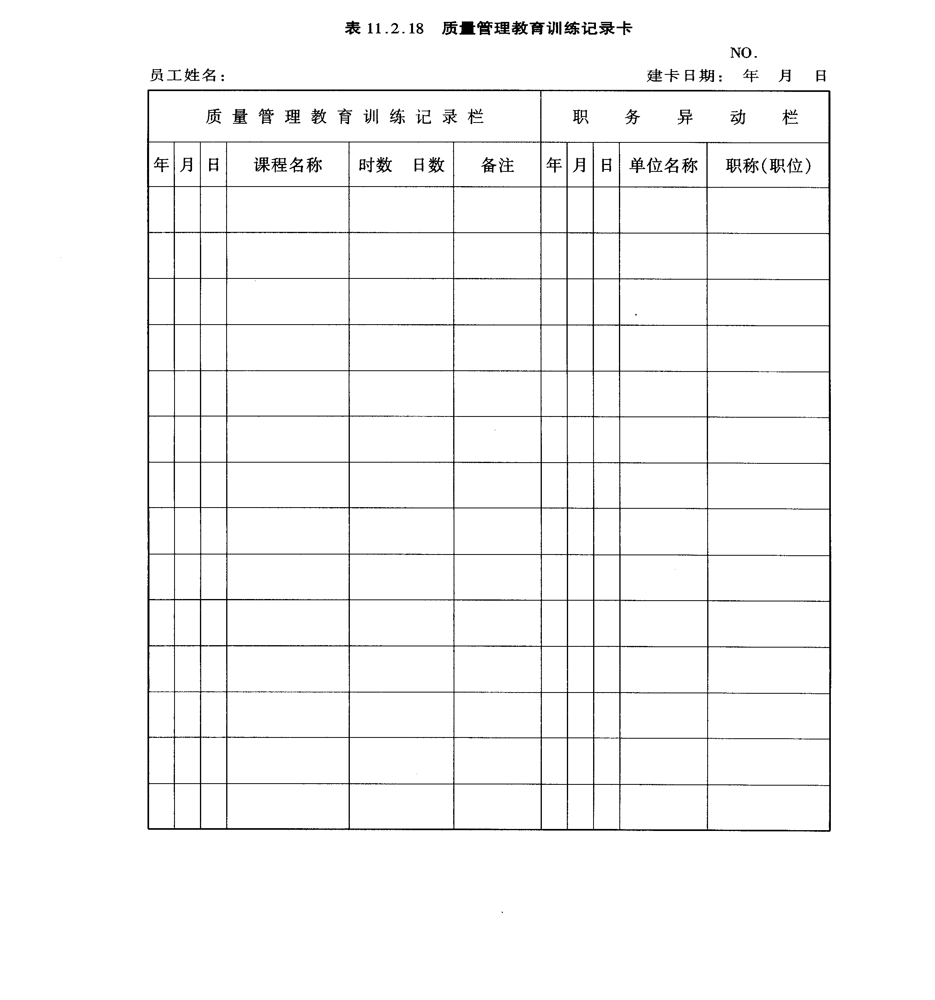 表 11.2.18 质量管理教育训练记录卡
NO.
员工姓名: 建卡日期: 年 月 日
质量管理教育训练记录栏 职务异动栏
年 月 日 课程名称 时数 日数 备注 年 月 日 单位名称 职称(职位)